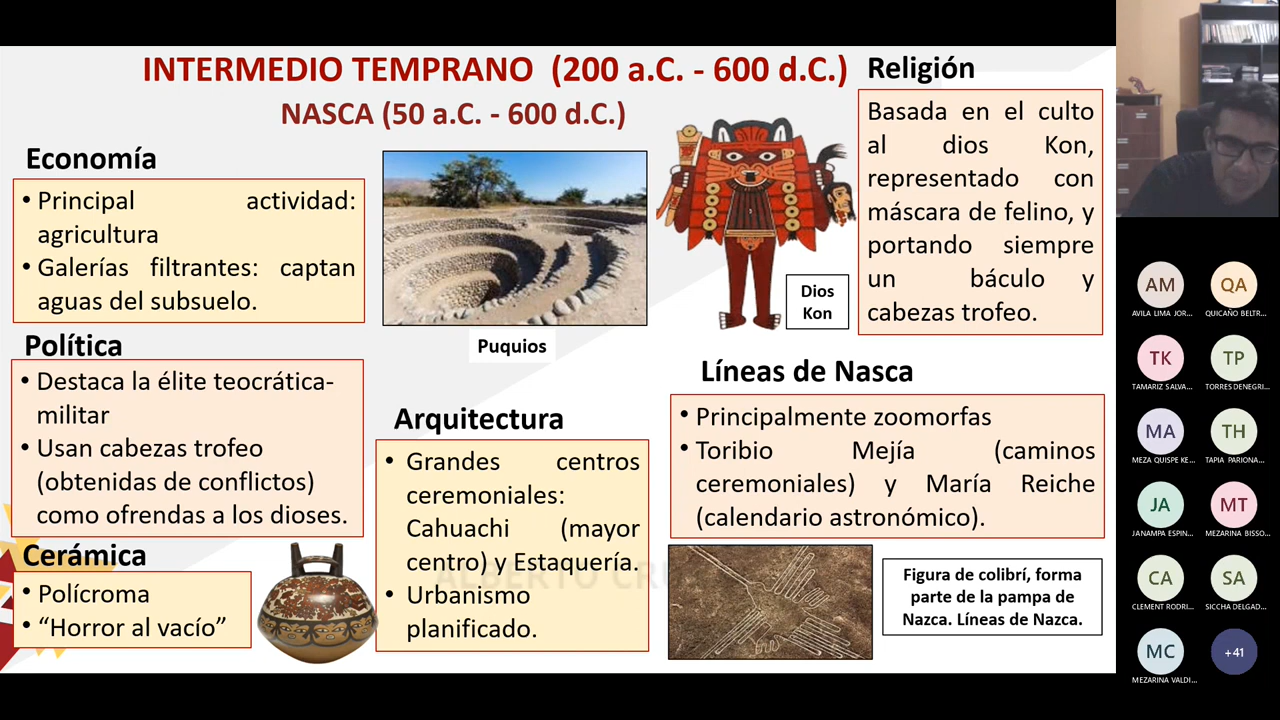 INTERMEDIO TEMPRANO (200 a.C. - 600 d.C.)
NASCA (50 a.C. - 600 d.C.)
Economía
• Principal actividad:
agricultura
• Galerías filtrantes: captan
aguas del subsuelo.
Política
• Destaca la élite teocrática-
militar
• Usan cabezas trofeo
(obtenidas de conflictos)
como ofrendas a los dioses.
Cerámica
• Polícroma
• “Horror al vacío”
Puquios
Arquitectura
• Grandes centros
ceremoniales:
Cahuachi (mayor
centro) y Estaquería.
• Urbanismo
planificado.
Dios
Kon
Religión
Basada en el culto
al dios Kon,
representado con
máscara de felino, y
portando siempre
un báculo y
cabezas trofeo.
Líneas de Nasca
• Principalmente zoomorfas
• Toribio Mejía (caminos
ceremoniales) y María Reiche
(calendario astronómico).
Figura de colibrí, forma
parte de la pampa de
Nazca. Líneas de Nazca.
ALBERTO CRU
AM
AVILA LIMA JOR...
QA
QUICAÑO BELTR...
TK
TAMARIZ SALVA...
TP
TORRES DENEGRI...
MA
MEZA QUISPE KE...
TH
TAPIA PARIONA...
JA
JANAMPA ESPIN...
MT
MEZARINA BISSO...
CA
CLEMENT RODRI...
SA
SICCHA DELGAD...
MC
MEZARINA VALDI...
+41